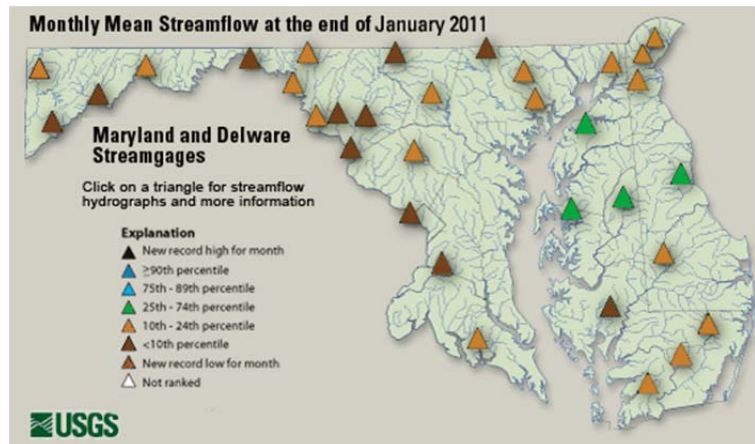 Monthly Mean Streamflow at the end of January 2011
Maryland and Delware
Streamgages
Click on a triangle for streamflow
hydrographs and more information
Explanation
New record high for month
≥90th percentile
75th - 89th percentile
25th - 74th percentile
10th - 24th percentile
<10th percentile
New record low for month
Not ranked
USGS